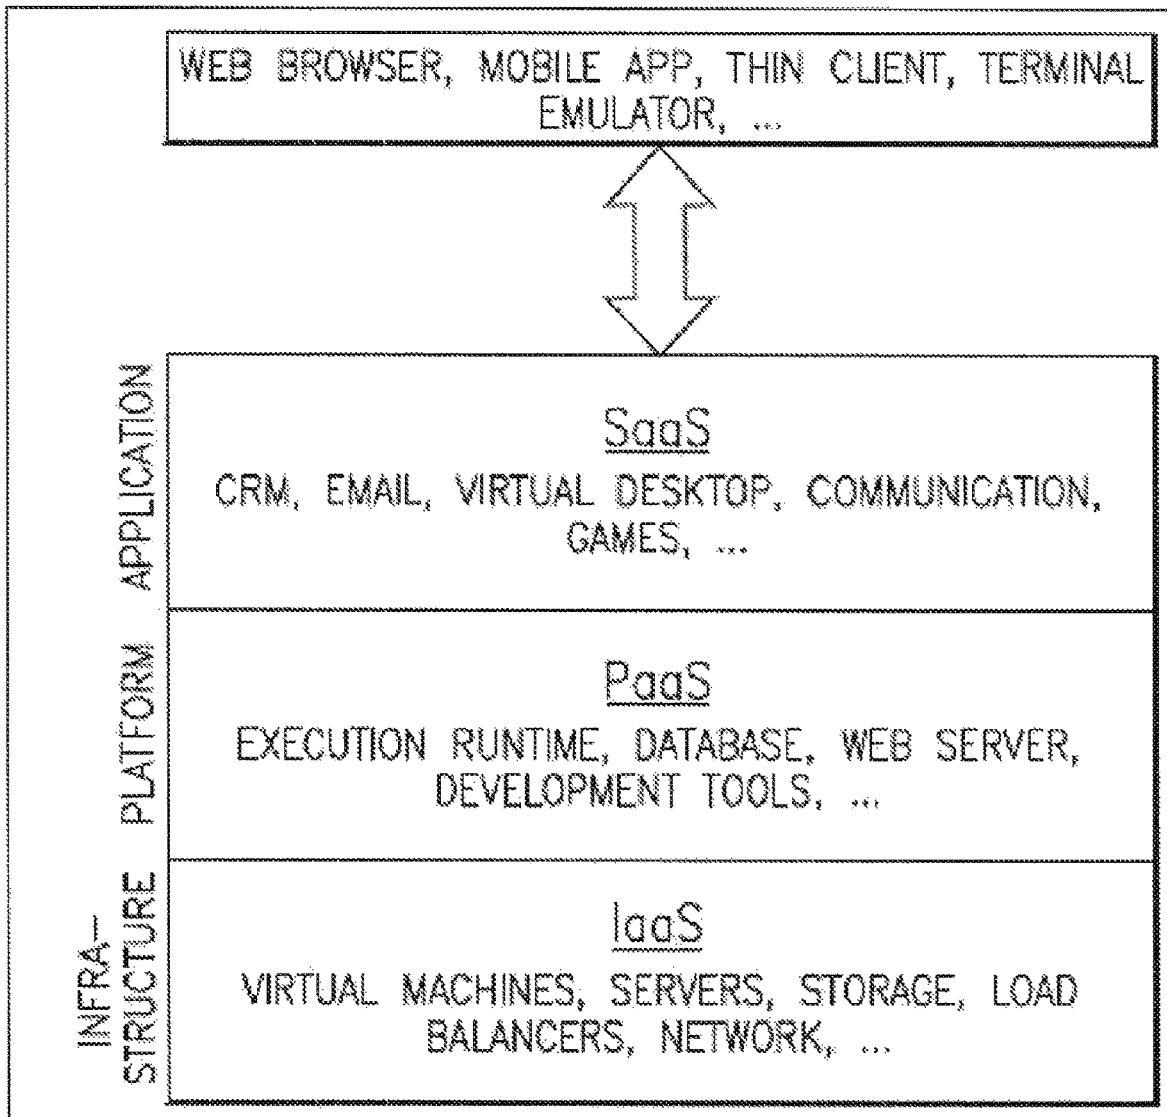 WEB BROWSER, MOBILE APP, THIN CLIENT, TERMINAL
EMULATOR, ...
APPLICATION
SaaS
CRM, EMAIL, VIRTUAL DESKTOP, COMMUNICATION,
GAMES, ...
PLATFORM
PaaS
EXECUTION RUNTIME, DATABASE, WEB SERVER,
DEVELOPMENT TOOLS, ...
INFRA-
STRUCTURE
IaaS
VIRTUAL MACHINES, SERVERS, STORAGE, LOAD
BALANCERS, NETWORK, ...